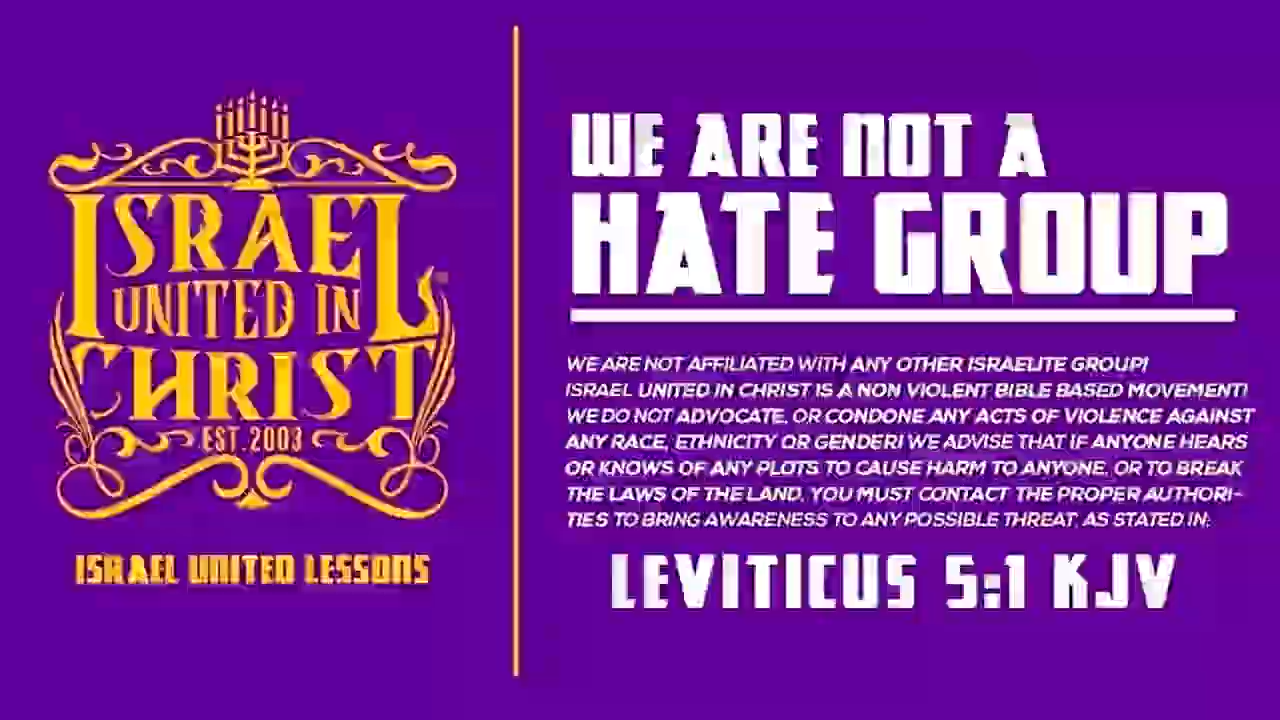 ISRAEL
UNITED IN
CHRIST
EST.2003
ISRAEL UNITED LESSONS
WE ARE NOT A
HATE GROUP
WE ARE NOT AFFILIATED WITH ANY OTHER ISRAELITE GROUP!
ISRAEL UNITED IN CHRIST IS A NON VIOLENT BIBLE BASED MOVEMENT!
WE DO NOT ADVOCATE, OR CONDONE ANY ACTS OF VIOLENCE AGAINST
ANY RACE, ETHNICITY OR GENDER! WE ADVISE THAT IF ANYONE HEARS
OR KNOWS OF ANY PLOTS TO CAUSE HARM TO ANYONE, OR TO BREAK
THE LAWS OF THE LAND, YOU MUST CONTACT THE PROPER AUTHORI-
TIES TO BRING AWARENESS TO ANY POSSIBLE THREAT, AS STATED IN:
LEVITICUS 5:1 KJV